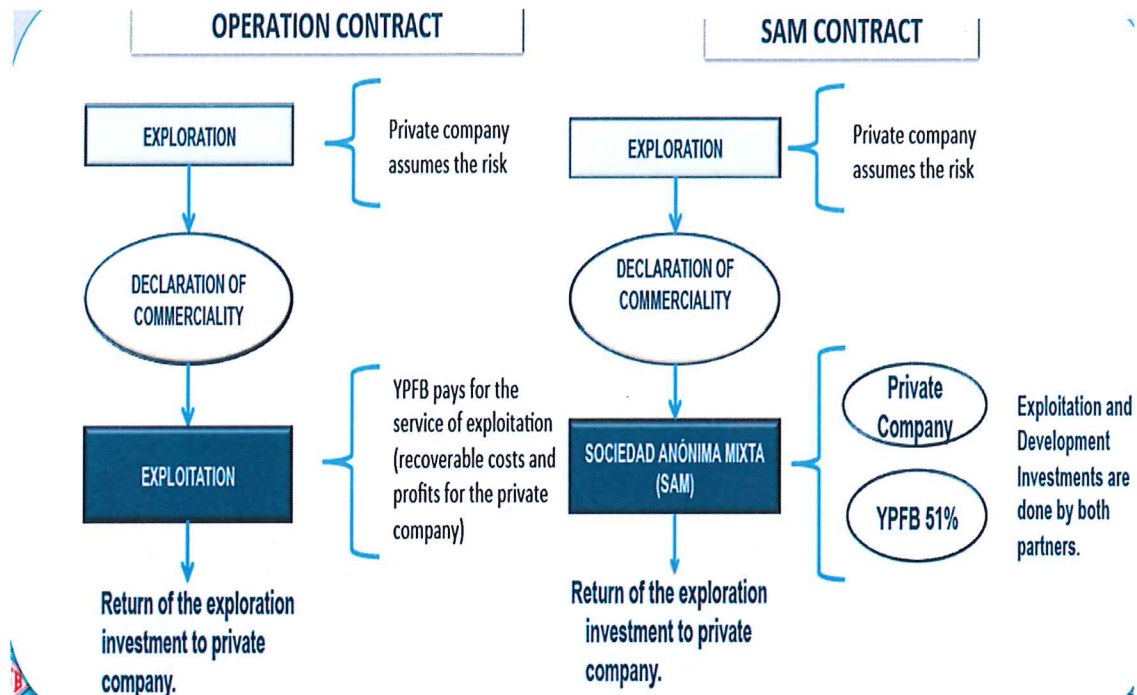 OPERATION CONTRACT
EXPLORATION
Private company
assumes the risk
DECLARATION OF
COMMERCIALITY
EXPLOITATION
YPFB pays for the
service of exploitation
(recoverable costs and
profits for the private
company)
Return of the exploration
investment to private
company.
SAM CONTRACT
EXPLORATION
Private company
assumes the risk
DECLARATION OF
COMMERCIALITY
SOCIEDAD ANÓNIMA MIXTA
(SAM)
Private
Company
YPFB 51%
Exploitation and
Development
Investments are
done by both
partners.
Return of the exploration
investment to private
company.